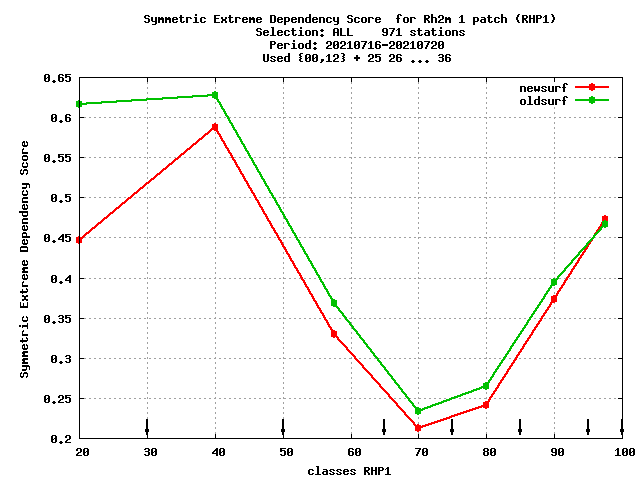 Symmetric Extreme Dependency Score  for Rh2m 1 patch (RHP1)
Selection: ALL    971 stations
Period: 20210716-20210720
Used {00,12} + 25 26 ... 36
newsurf
oldsurf
Symmetric Extreme Dependency Score
0.65
0.6
0.55
0.5
0.45
0.4
0.35
0.3
0.25
0.2
20 30 40 50 60 70 80 90 100
classes RHP1